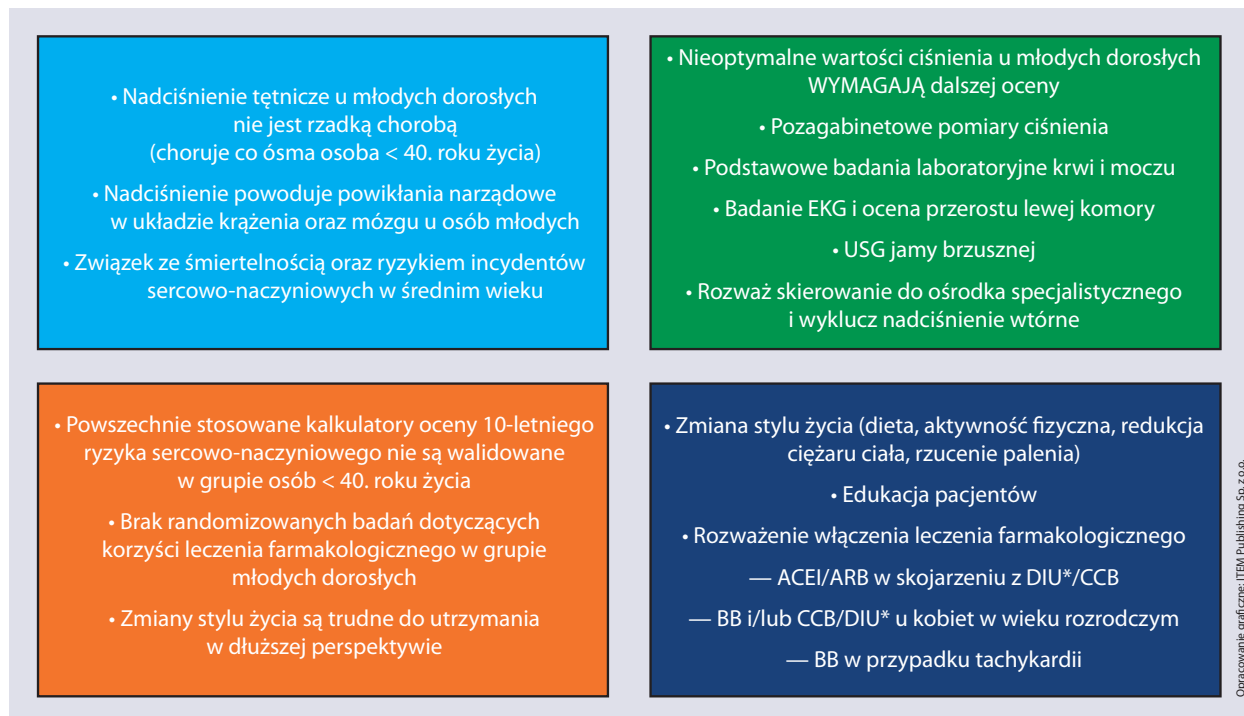 • Nadciśnienie tętnicze u młodych dorosłych
nie jest rzadką chorobą
(choruje co ósma osoba < 40. roku życia)
• Nadciśnienie powoduje powikłania narządowe
w układzie krążenia oraz mózgu u osób młodych
• Związek ze śmiertelnością oraz ryzykiem incydentów
sercowo-naczyniowych w średnim wieku
• Nieoptymalne wartości ciśnienia u młodych dorosłych
WYMAGAJĄ dalszej oceny
• Pozagabinetowe pomiary ciśnienia
• Podstawowe badania laboratoryjne krwi i moczu
• Badanie EKG i ocena przerostu lewej komory
• USG jamy brzusznej
• Rozważ skierowanie do ośrodka specjalistycznego
i wyklucz nadciśnienie wtórne
• Powszechnie stosowane kalkulatory oceny 10-letniego
ryzyka sercowo-naczyniowego nie są walidowane
w grupie osób < 40. roku życia
• Brak randomizowanych badań dotyczących
korzyści leczenia farmakologicznego w grupie
młodych dorosłych
• Zmiany stylu życia są trudne do utrzymania
w dłuższej perspektywie
• Zmiana stylu życia (dieta, aktywność fizyczna, redukcja
ciężaru ciała, rzucenie palenia)
• Edukacja pacjentów
• Rozważenie włączenia leczenia farmakologicznego
— ACEI/ARB w skojarzeniu z DIU*/CCB
— BB i/lub CCB/DIU* u kobiet w wieku rozrodczym
— BB w przypadku tachykardii
Opracowanie graficzne: ITEM Publishing Sp. z o.o.